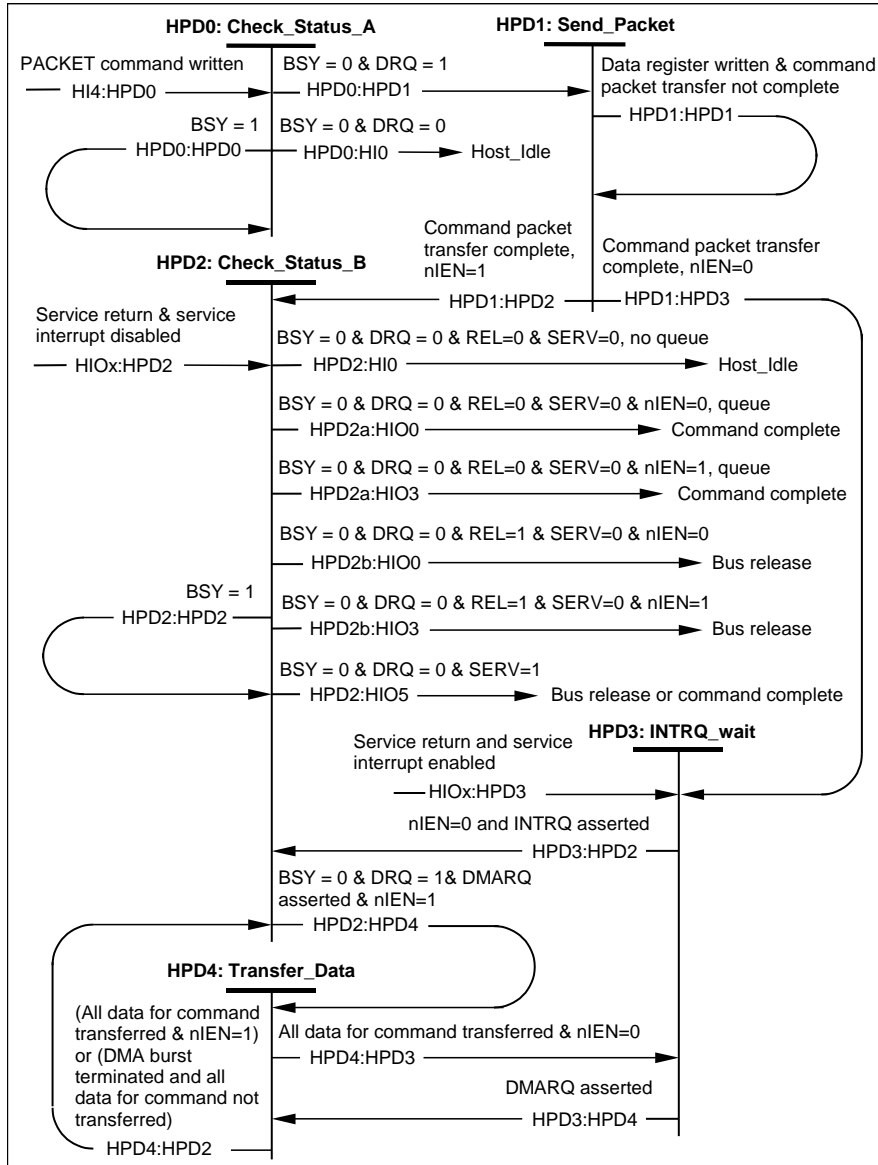 HPD0: Check_Status_A
HPD1: Send_Packet
PACKET command written
HI4:HPD0
BSY = 0 & DRQ = 1
HPD0:HPD1
Data register written & command
packet transfer not complete
HPD1:HPD1
BSY = 1
HPD0:HPD0
BSY = 0 & DRQ = 0
HPD0:HI0
Host_Idle
Command packet
transfer complete,
nIEN=1
HPD1:HPD2
Command packet transfer
complete, nIEN=0
HPD1:HPD3
HPD2: Check_Status_B
Service return & service
interrupt disabled
HIOx:HPD2
BSY = 0 & DRQ = 0 & REL=0 & SERV=0, no queue
HPD2:HI0
Host_Idle
BSY = 0 & DRQ = 0 & REL=0 & SERV=0 & nIEN=0, queue
HPD2a:HIO0
Command complete
BSY = 0 & DRQ = 0 & REL=0 & SERV=0 & nIEN=1, queue
HPD2a:HIO3
Command complete
BSY = 0 & DRQ = 0 & REL=1 & SERV=0 & nIEN=0
HPD2b:HIO0
Bus release
BSY = 1
HPD2:HPD2
BSY = 0 & DRQ = 0 & REL=1 & SERV=0 & nIEN=1
HPD2b:HIO3
Bus release
BSY = 0 & DRQ = 0 & SERV=1
HPD2:HIO5
Bus release or command complete
HPD3: INTRQ_wait
Service return and service
interrupt enabled
HIOx:HPD3
nIEN=0 and INTRQ asserted
HPD3:HPD2
BSY = 0 & DRQ = 1& DMARQ
asserted & nIEN=1
HPD2:HPD4
HPD4: Transfer_Data
(All data for command
transferred & nIEN=1)
or (DMA burst
terminated and all
data for command not
transferred)
HPD4:HPD2
All data for command transferred & nIEN=0
HPD4:HPD3
DMARQ asserted
HPD3:HPD4